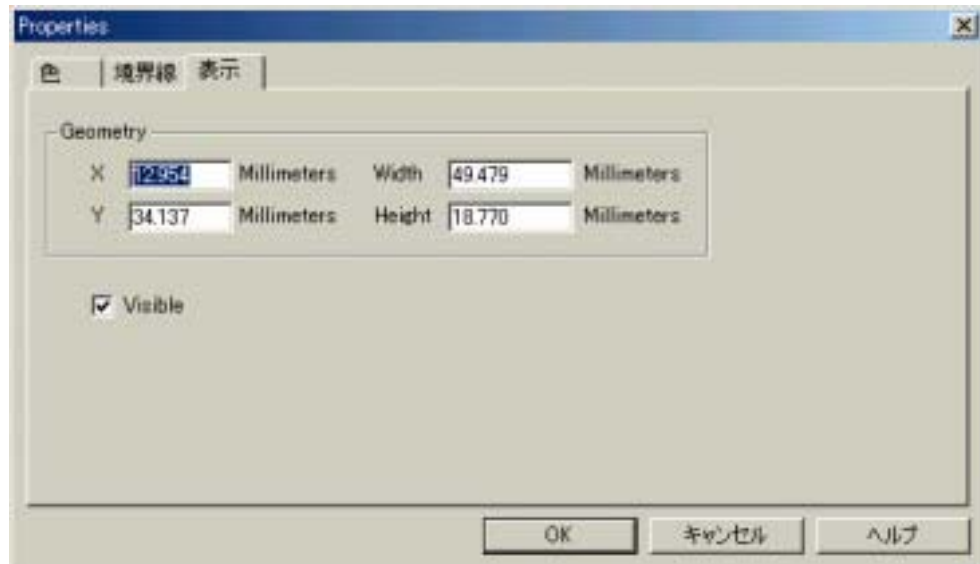 Properties
色 境界線 表示
Geometry
X 12.954 Millimeters Width 49.479 Millimeters
Y 34.137 Millimeters Height 18.770 Millimeters
Visible
OK キャンセル ヘルプ